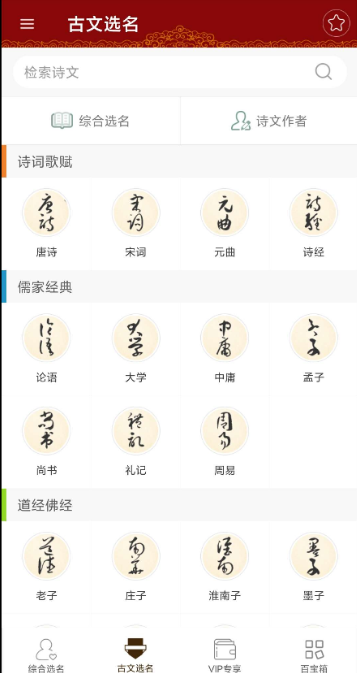 古文选名
检索诗文
综合选名 诗文作者
诗词歌赋
唐诗 宋词 元曲 诗经
唐诗 宋词 元曲 诗经
儒家经典
论语 大学 中庸 孟子
论语 大学 中庸 孟子
尚书 礼记 周易
尚书 礼记 周易
道经佛经
道德 南华 淮南 墨子
老子 庄子 淮南子 墨子
综合选名 古文选名 VIP专享 百宝箱